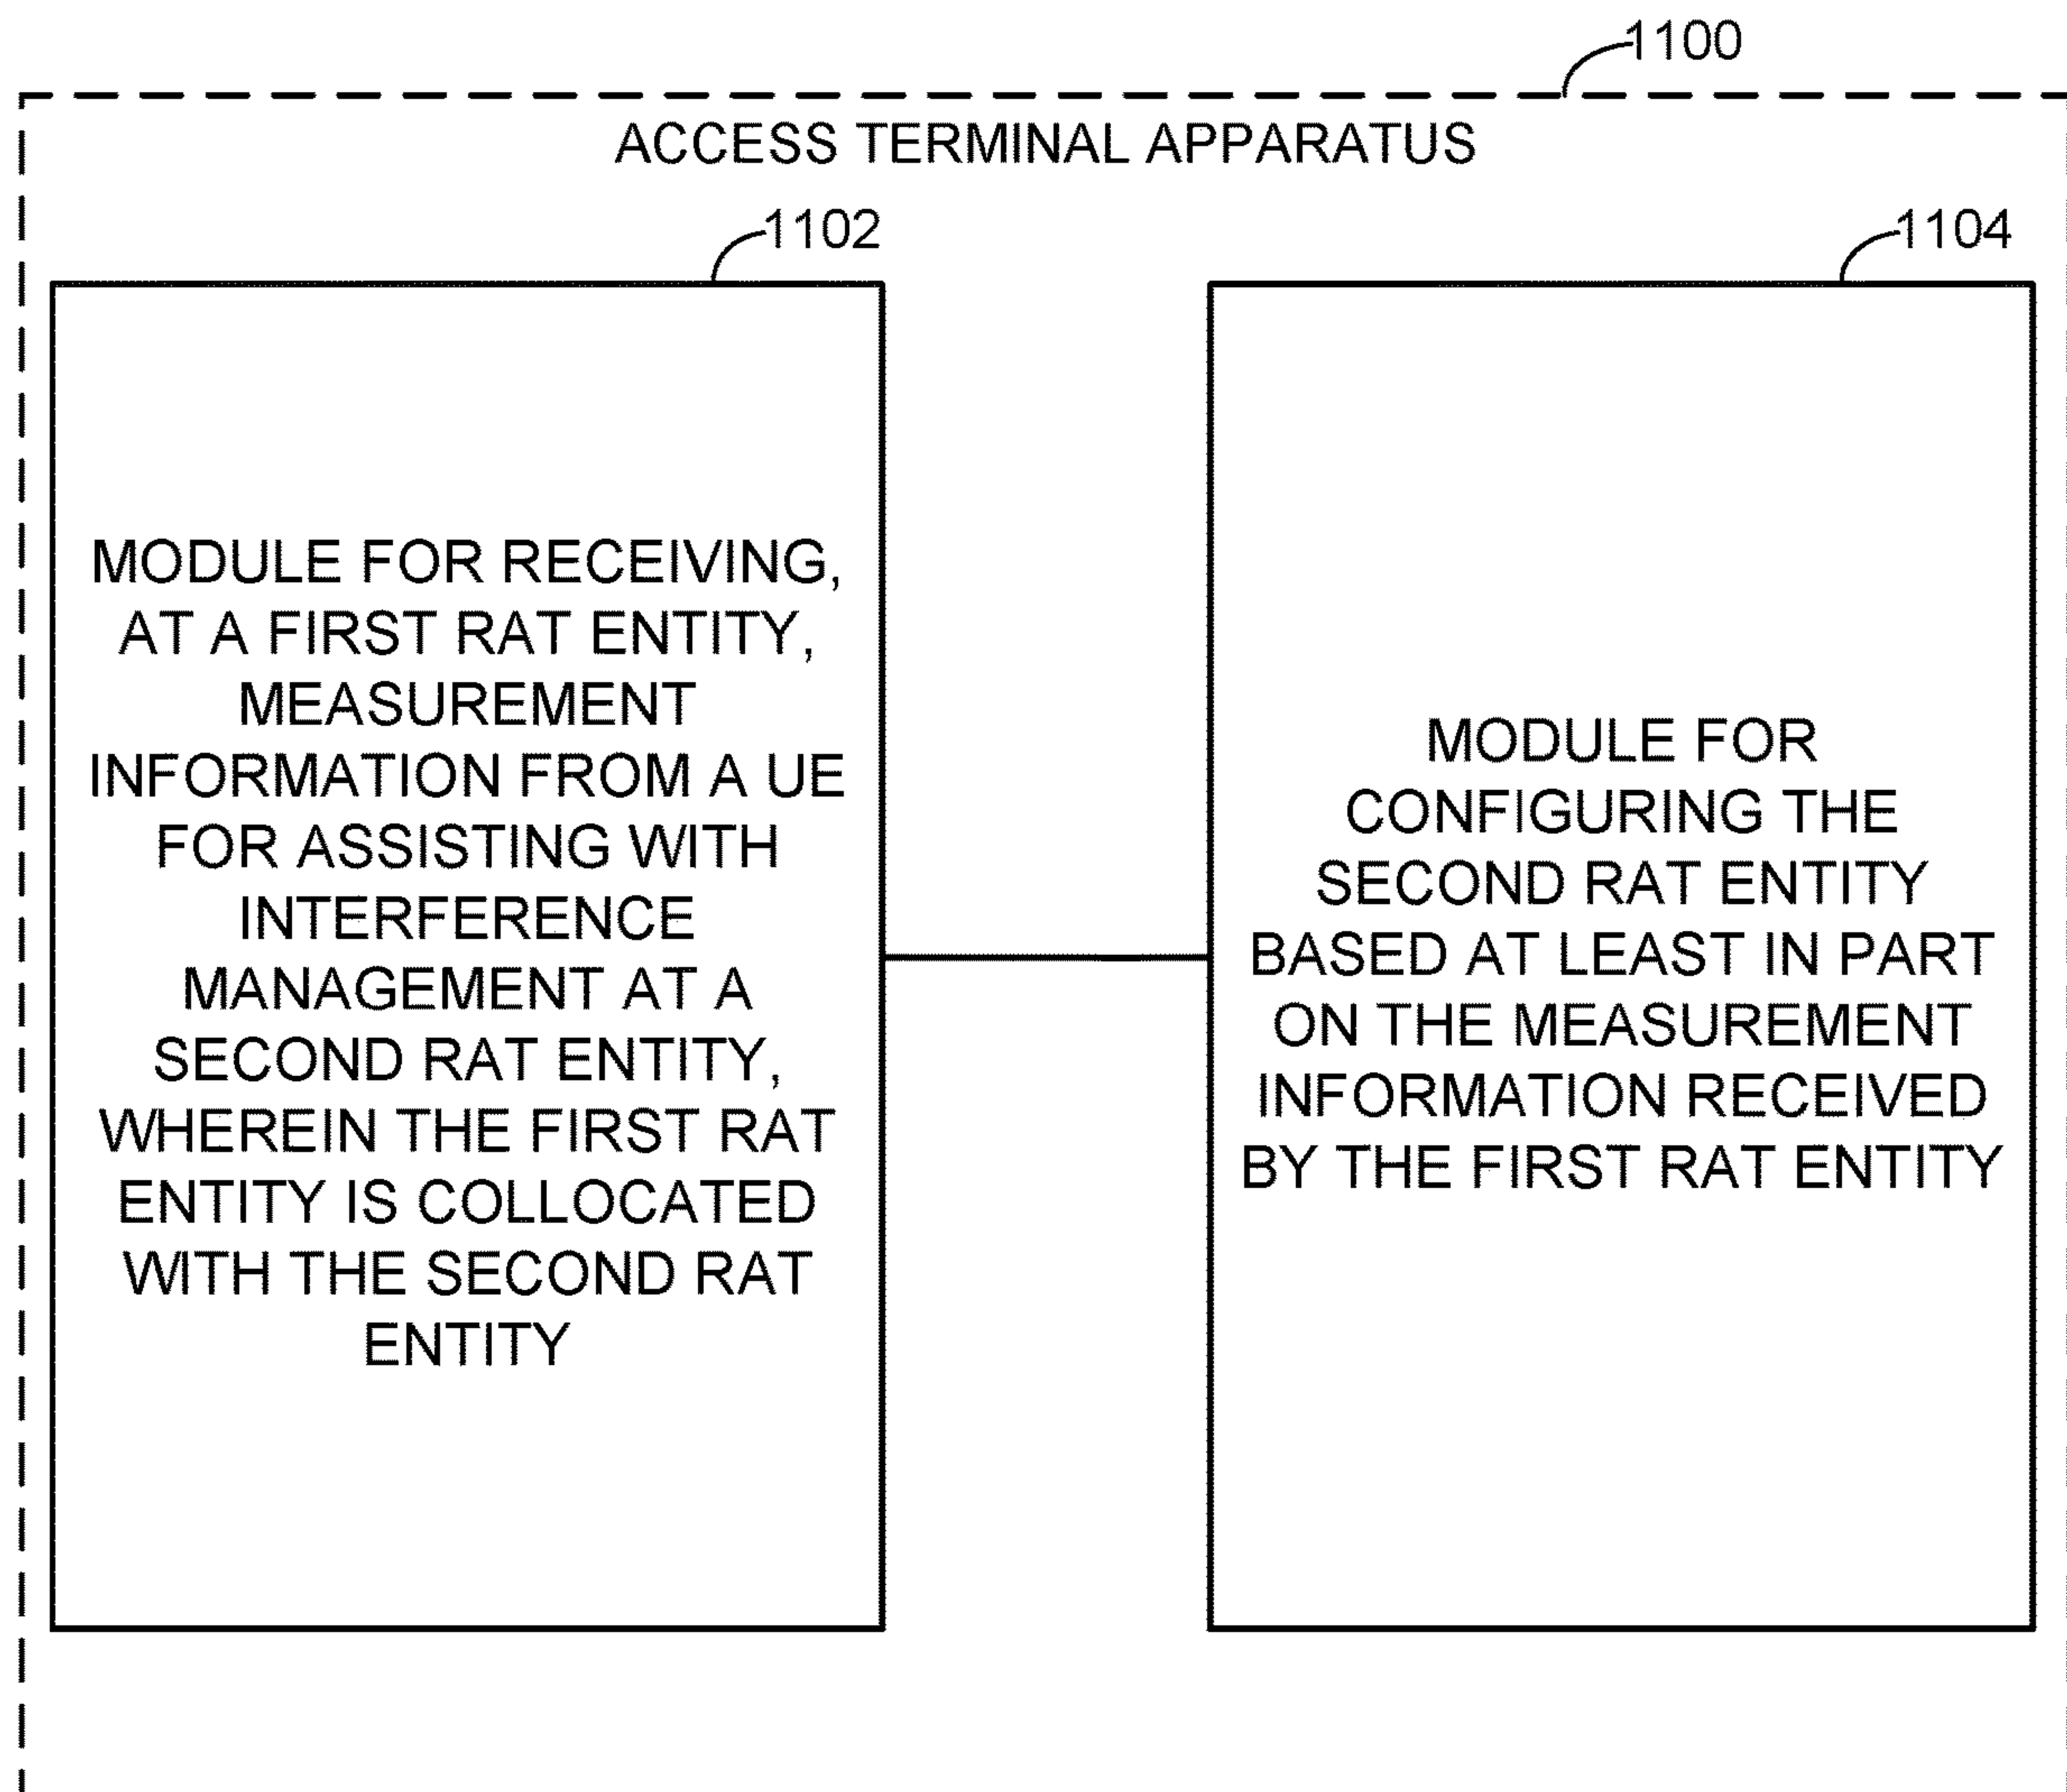 1100
ACCESS TERMINAL APPARATUS
1102
MODULE FOR RECEIVING,
AT A FIRST RAT ENTITY,
MEASUREMENT
INFORMATION FROM A UE
FOR ASSISTING WITH
INTERFERENCE
MANAGEMENT AT A
SECOND RAT ENTITY,
WHEREIN THE FIRST RAT
ENTITY IS COLLOCATED
WITH THE SECOND RAT
ENTITY
1104
MODULE FOR
CONFIGURING THE
SECOND RAT ENTITY
BASED AT LEAST IN PART
ON THE MEASUREMENT
INFORMATION RECEIVED
BY THE FIRST RAT ENTITY